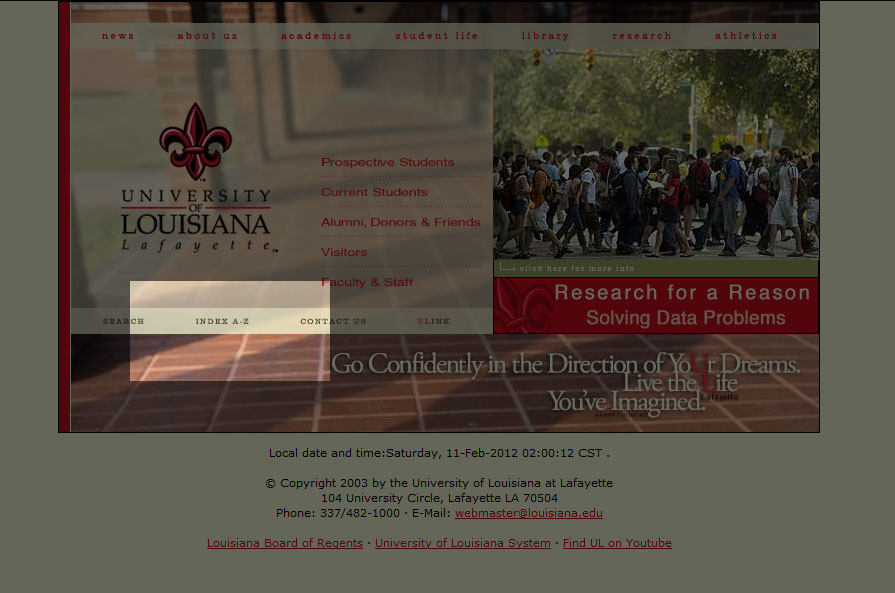 news about us academics student life library research athletics
UNIVERSITY
OF
LOUISIANA
Lafayette
TM
Prospective Students
Current Students
Alumni, Donors & Friends
Visitors
Faculty & Staff
click here for more info
Research for a Reason
Solving Data Problems
SEARCH INDEX A-Z CONTACT US ULINK
Go Confidently in the Direction of YoUr Dreams.
Live the Life
Lafayette
You've Imagined.
HENRY THOREAU
Local date and time:Saturday, 11-Feb-2012 02:00:12 CST .
© Copyright 2003 by the University of Louisiana at Lafayette
104 University Circle, Lafayette LA 70504
Phone: 337/482-1000 · E-Mail: webmaster@louisiana.edu
Louisiana Board of Regents · University of Louisiana System · Find UL on Youtube